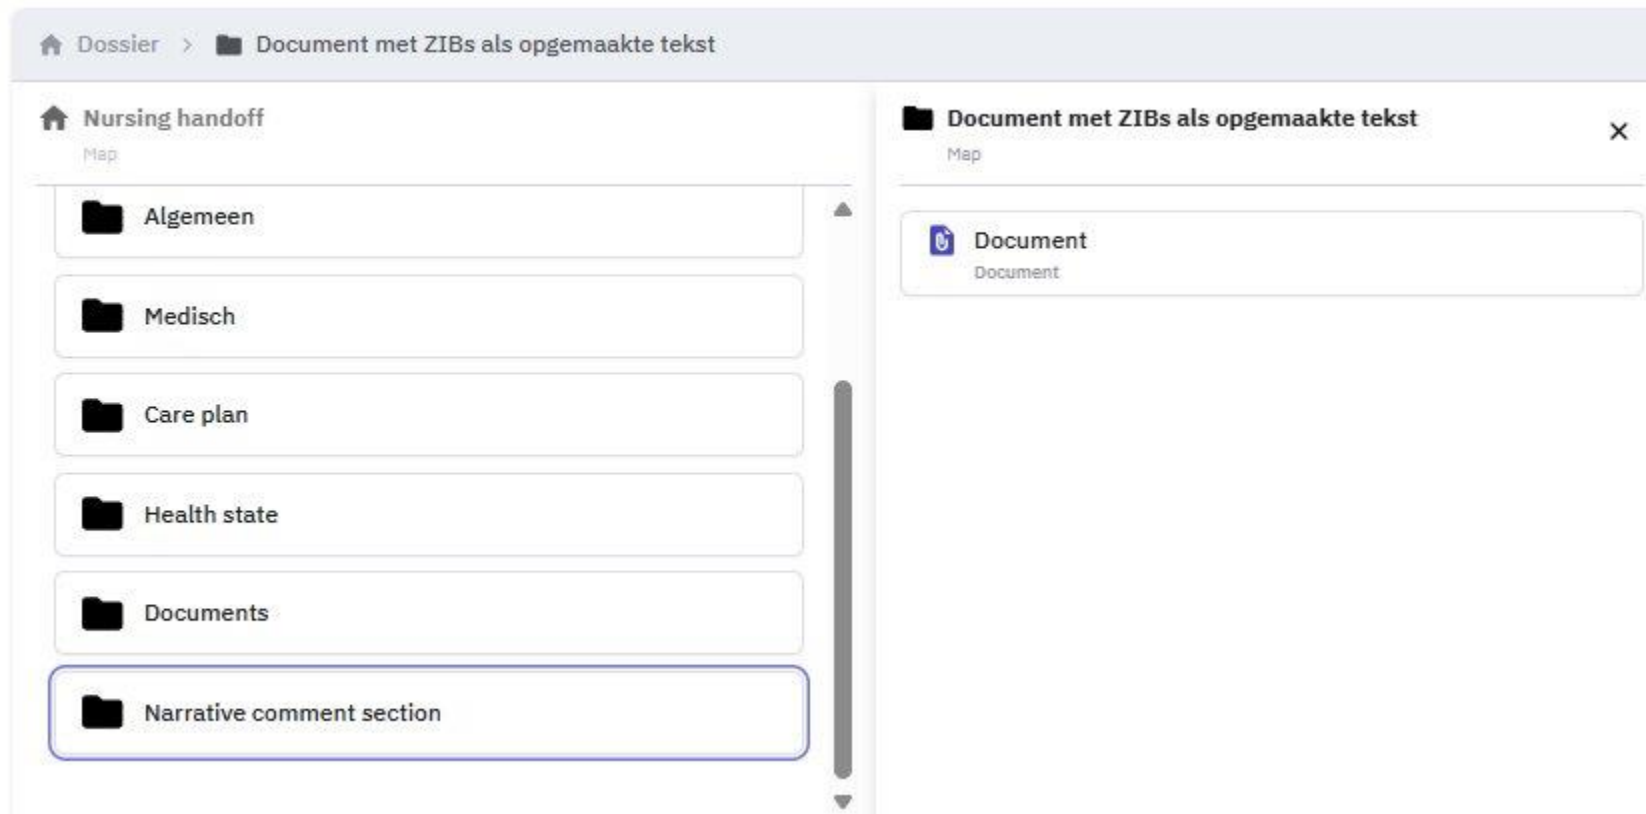 Dossier > Document met ZIBs als opgemaakte tekst
Nursing handoff
Map
Algemeen
Medisch
Care plan
Health state
Documents
Narrative comment section
Document met ZIBs als opgemaakte tekst
Map
Document
Document